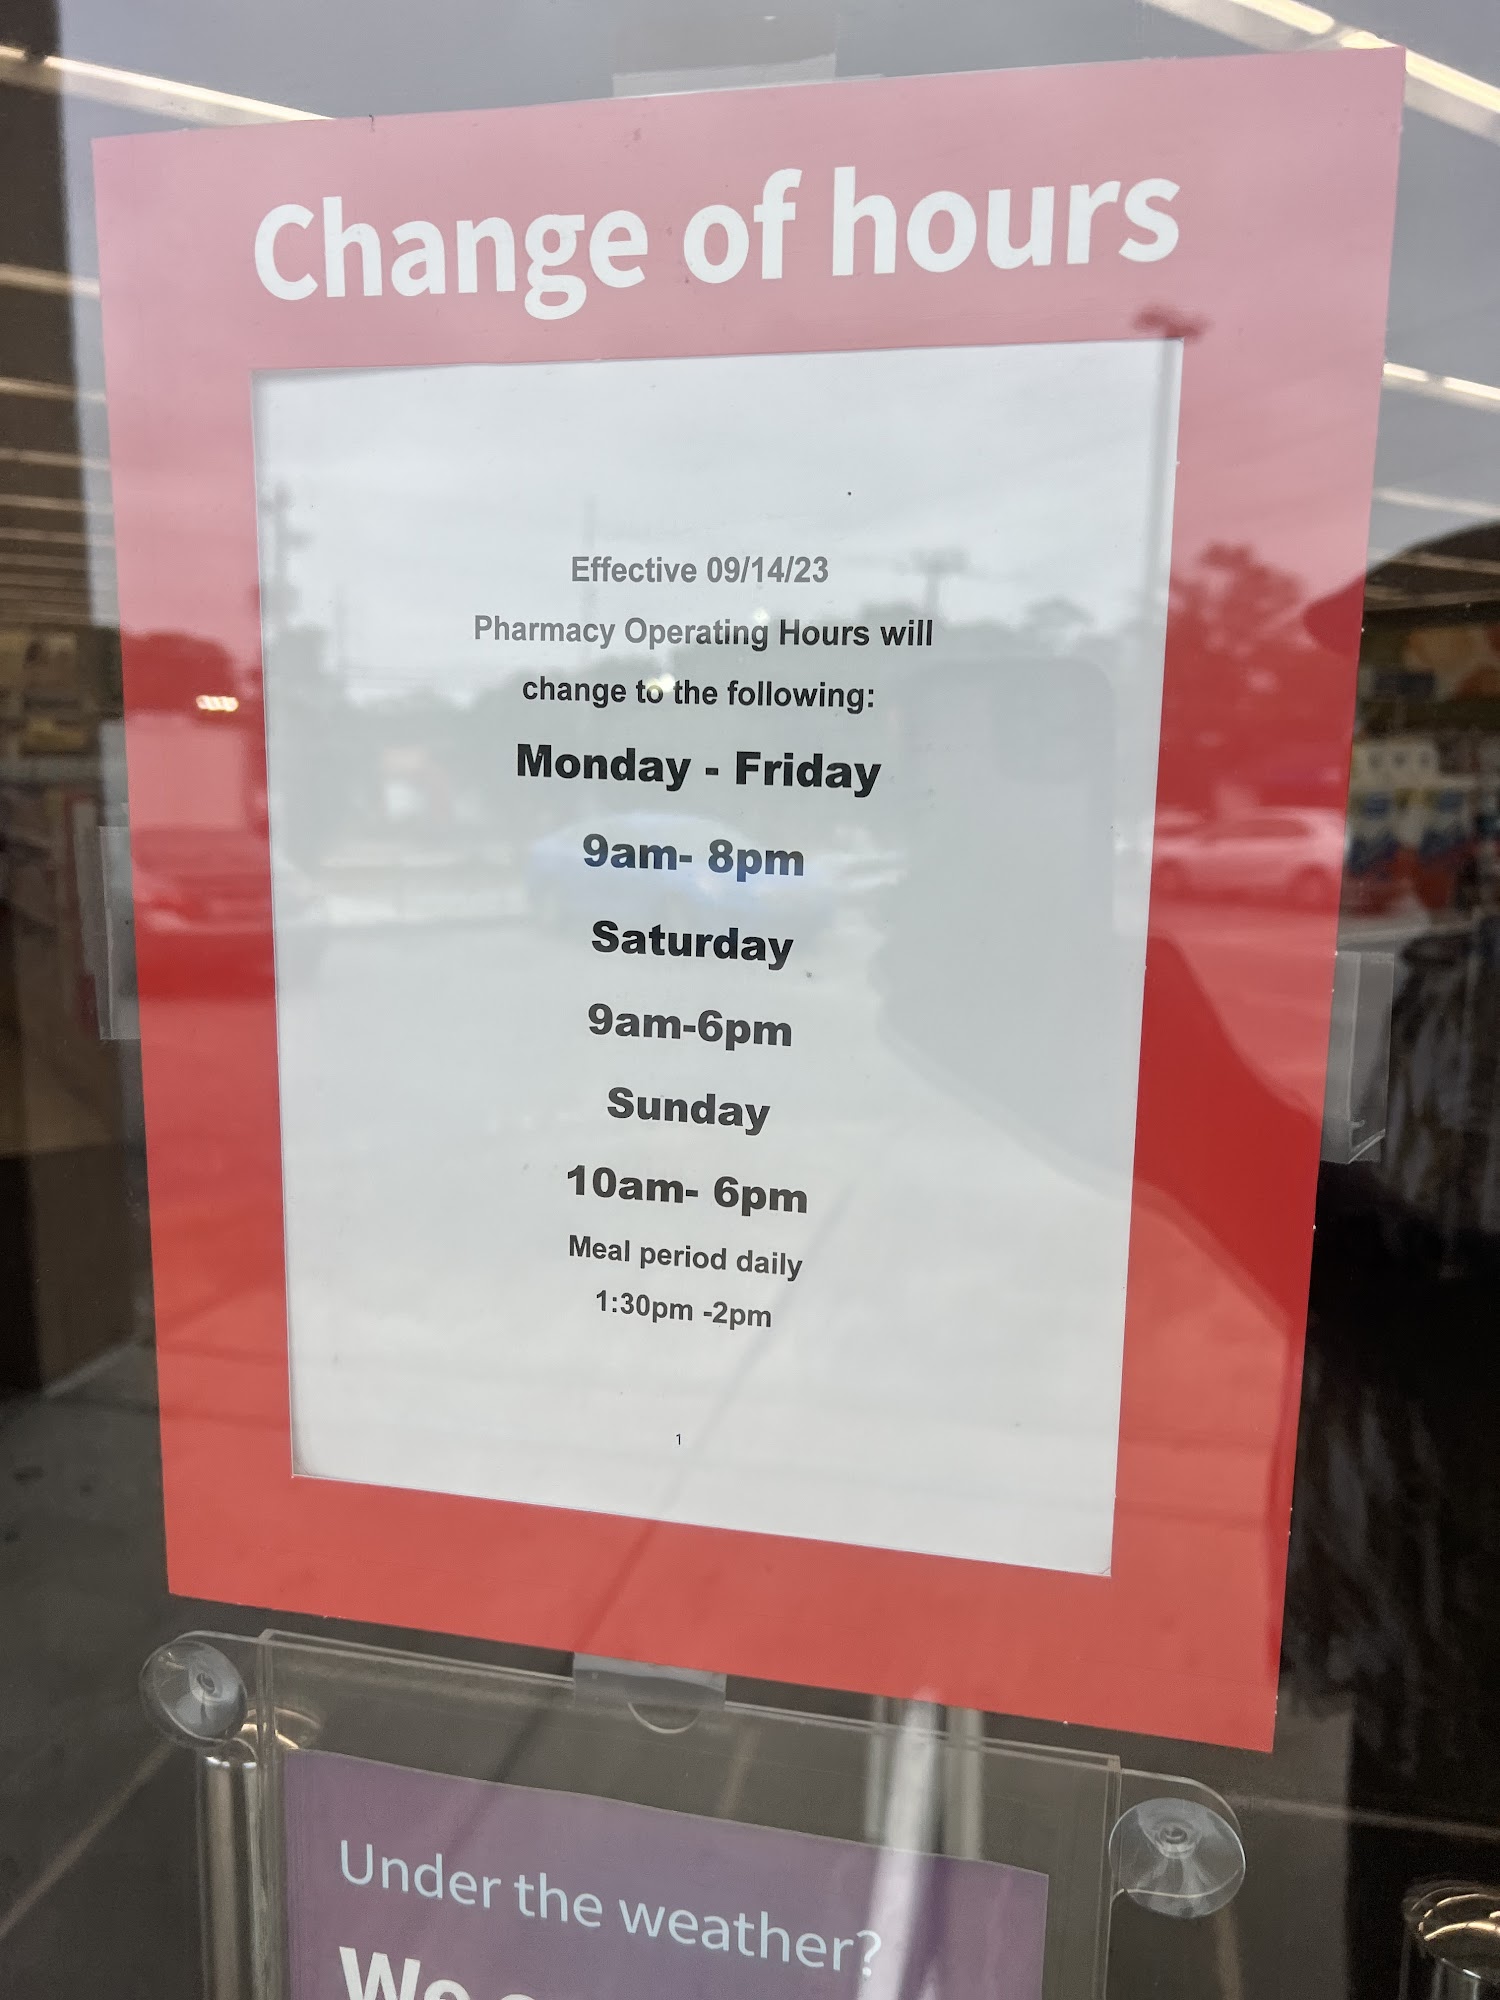 Change of hours
Effective 09/14/23
Pharmacy Operating Hours will
change to the following:
Monday - Friday
9am- 8pm
Saturday
9am-6pm
Sunday
10am- 6pm
Meal period daily
1:30pm -2pm
1
Under the weather?
We